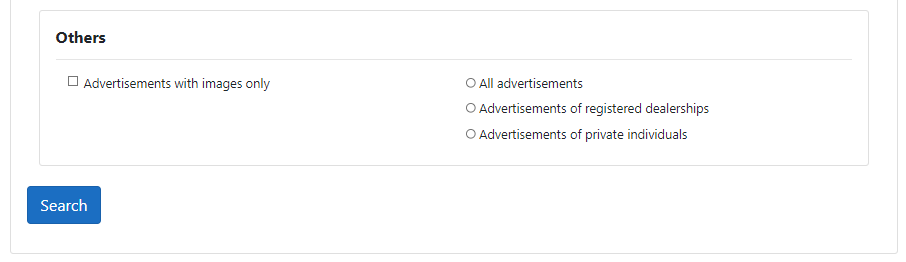 Others
Advertisements with images only
All advertisements
Advertisements of registered dealerships
Advertisements of private individuals
Search